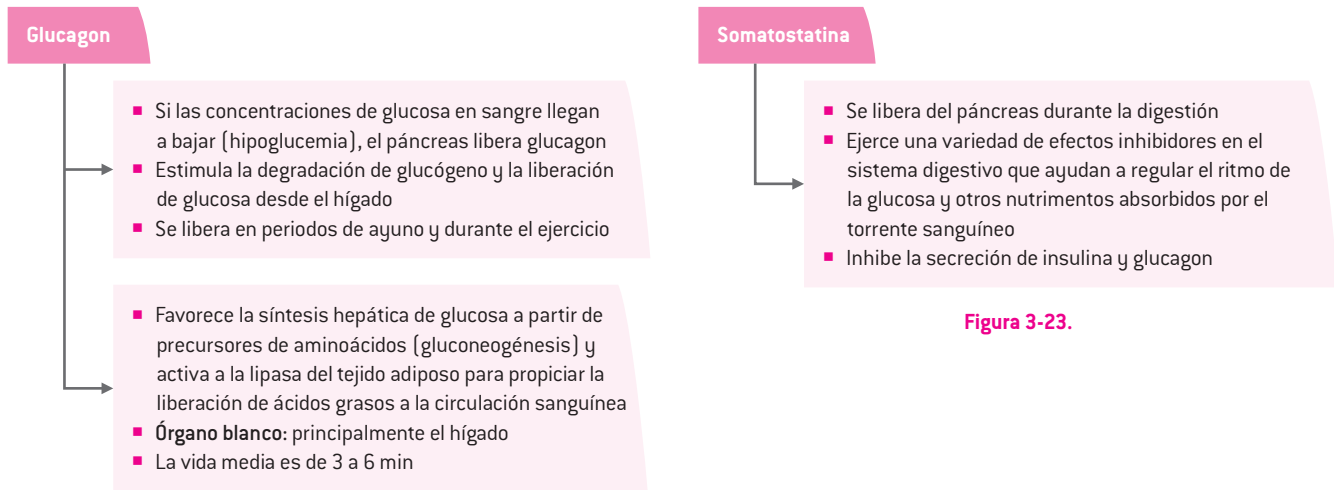 Glucagon
■ Si las concentraciones de glucosa en sangre llegan
a bajar (hipoglucemia), el páncreas libera glucagon
■ Estimula la degradación de glucógeno y la liberación
de glucosa desde el hígado
■ Se libera en periodos de ayuno y durante el ejercicio
■ Favorece la síntesis hepática de glucosa a partir de
precursores de aminoácidos (gluconeogénesis) y
activa a la lipasa del tejido adiposo para propiciar la
liberación de ácidos grasos a la circulación sanguínea
■ Órgano blanco: principalmente el hígado
■ La vida media es de 3 a 6 min
Somatostatina
■ Se libera del páncreas durante la digestión
■ Ejerce una variedad de efectos inhibidores en el
sistema digestivo que ayudan a regular el ritmo de
la glucosa y otros nutrimentos absorbidos por el
torrente sanguíneo
■ Inhibe la secreción de insulina y glucagon
Figura 3-23.